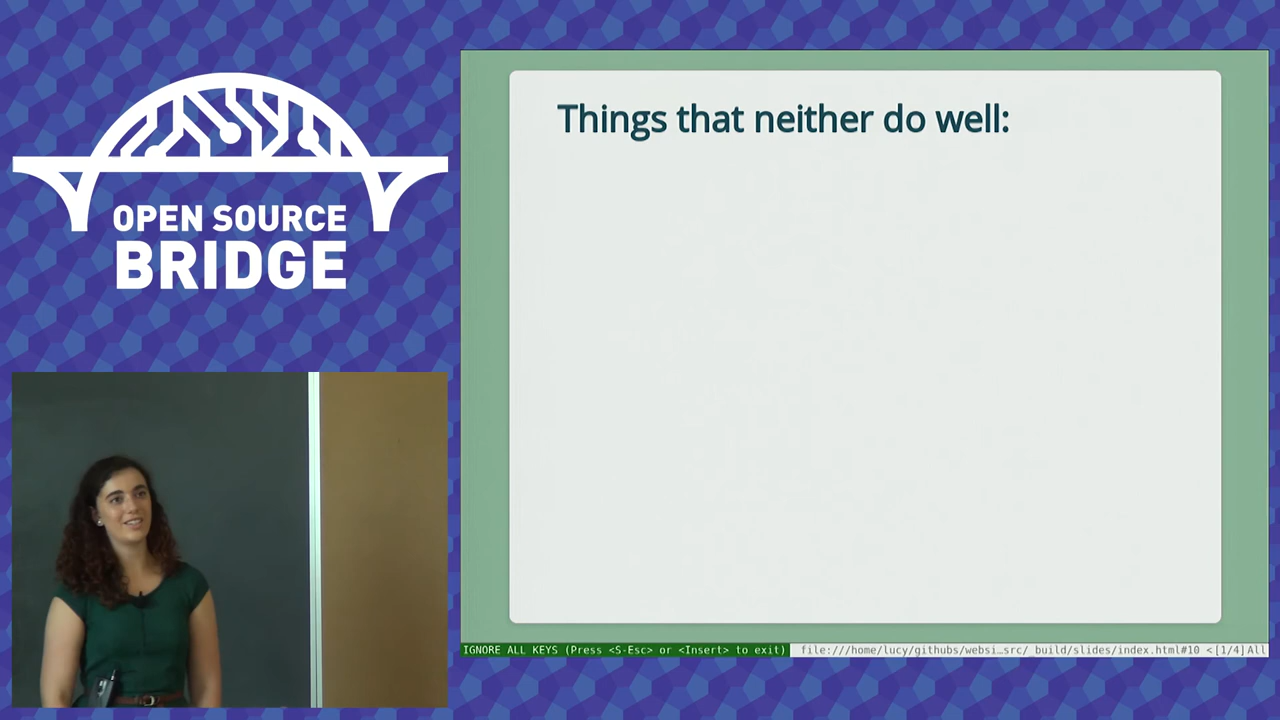 OPEN SOURCE
BRIDGE
Things that neither do well:
IGNORE ALL KEYS (Press <S-Esc> or <Insert> to exit)
file:///home/lucy/githubs/websi…src/_build/slides/index.html#10 <[1/4]All